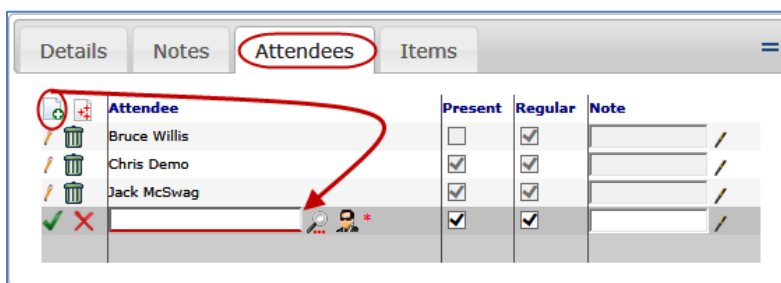 Details Notes Attendees Items
Attendee Present Regular Note
Bruce Willis
Chris Demo
Jack McSwag
*